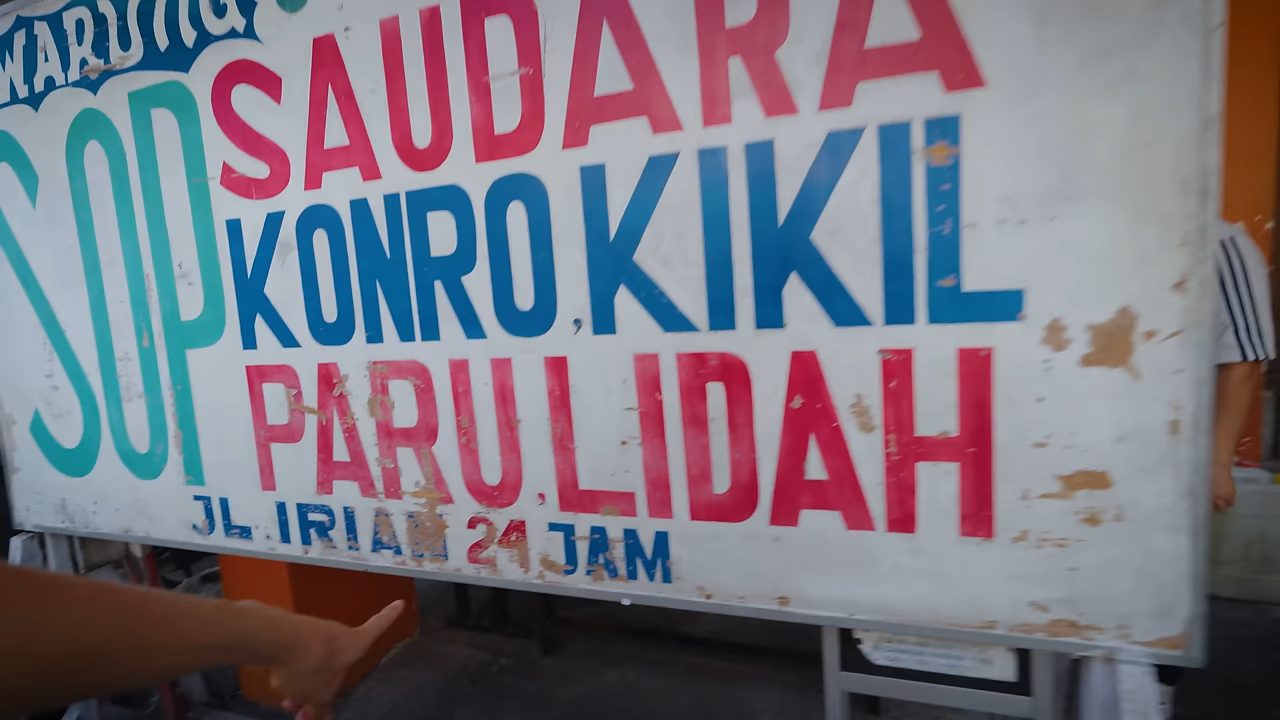 WARUNG
SOP SAUDARA
KONRO, KIKIL
PARU, LIDAH
JL. IRIAN 24 JAM